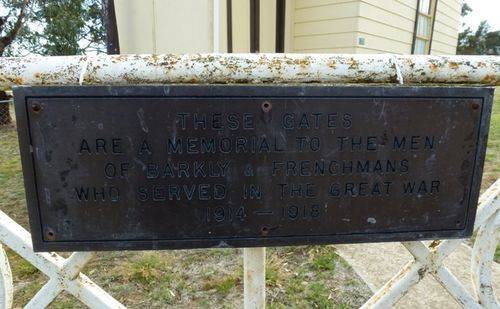 THESE GATES
ARE A MEMORIAL TO THE MEN
OF BARKLY & FRENCHMANS
WHO SERVED IN THE GREAT WAR
1914 - 1918